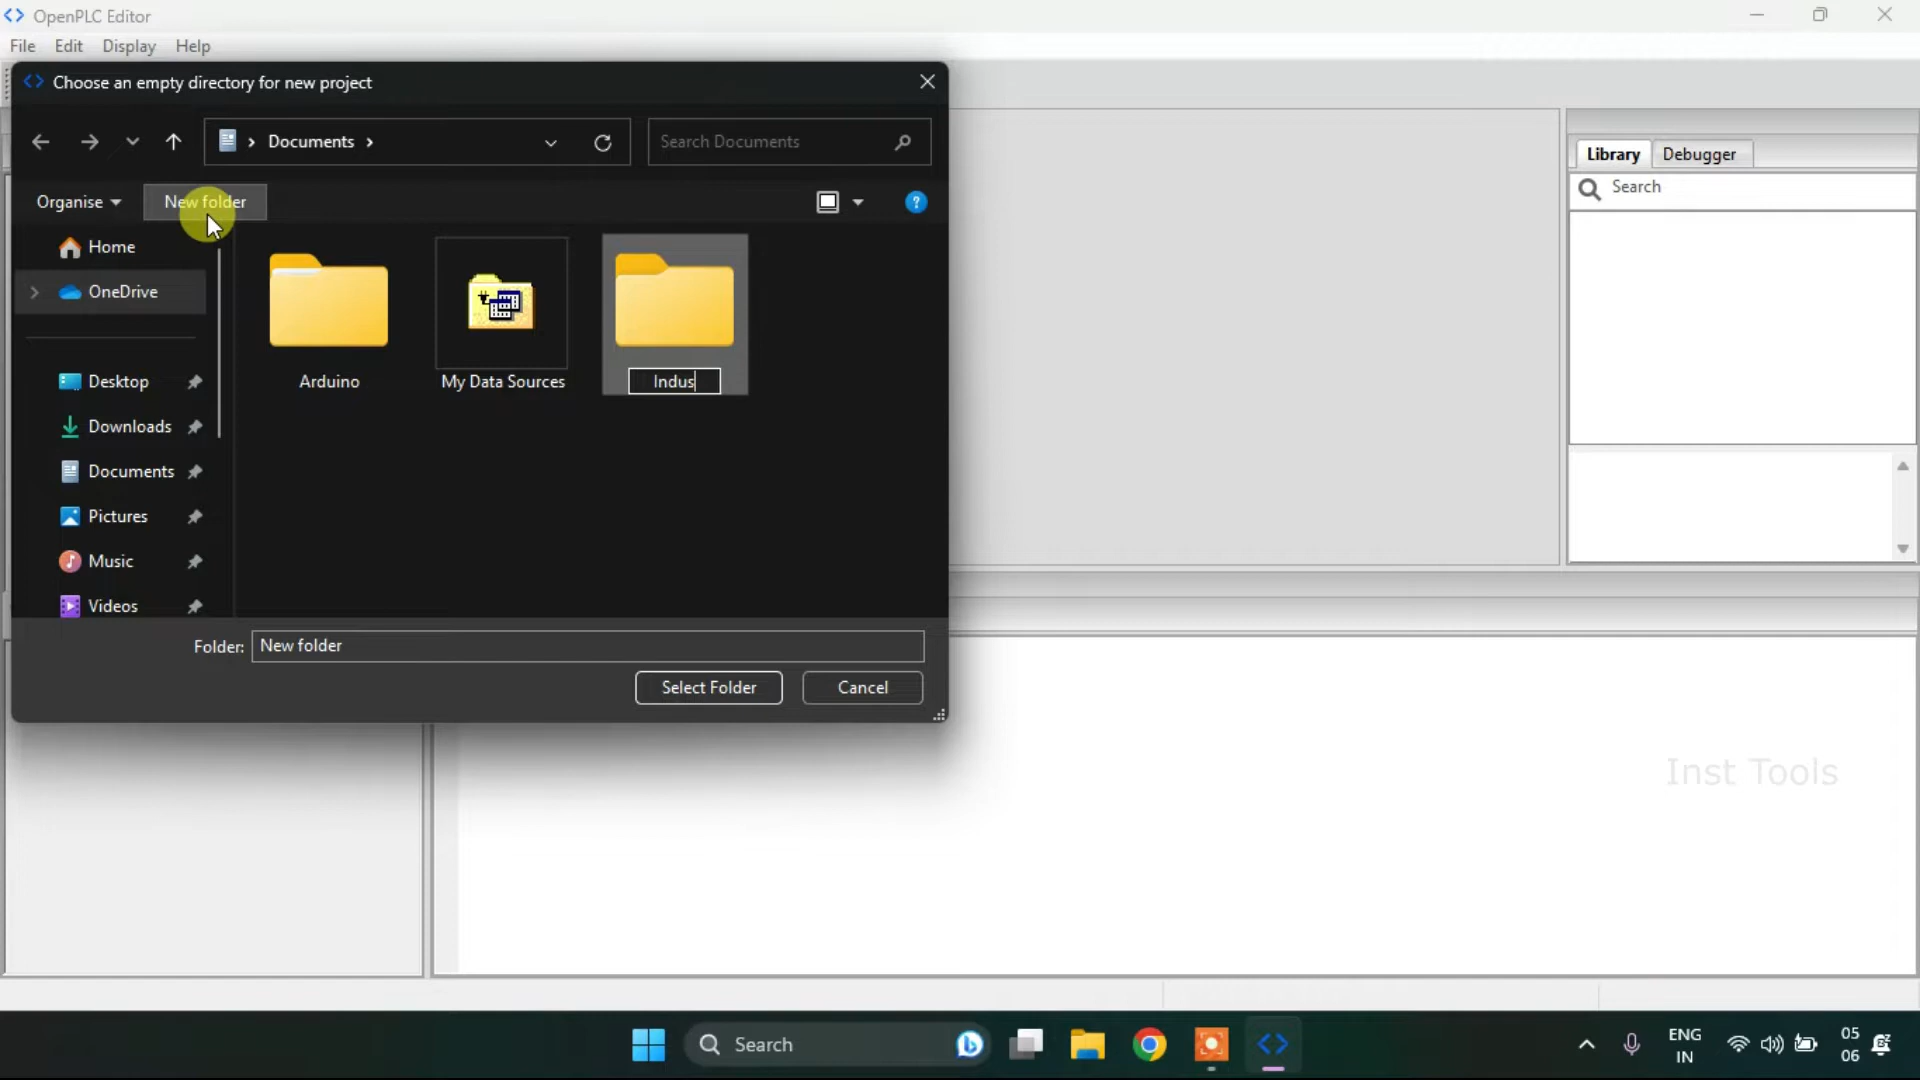 OpenPLC Editor
File Edit Display Help
Choose an empty directory for new project
Documents
Search Documents
Organise
New folder
Home
OneDrive
Desktop
Downloads
Documents
Pictures
Music
Videos
Arduino
My Data Sources
Indus
Folder: New folder
Select Folder
Cancel
Library Debugger
Search
Inst Tools
Search
ENG
IN
05
06